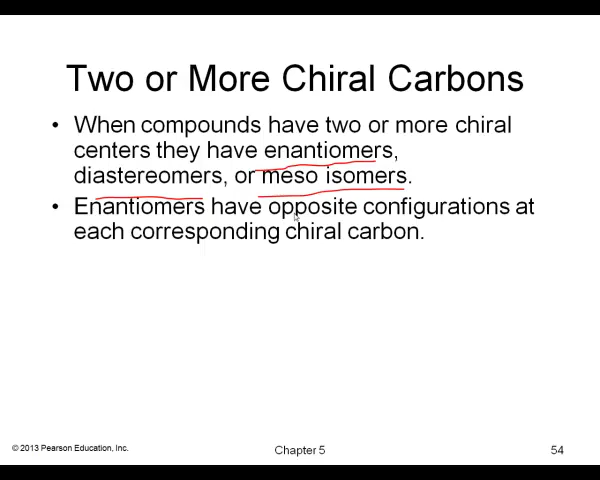 Two or More Chiral Carbons
• When compounds have two or more chiral
centers they have enantiomers,
diastereomers, or meso isomers.
• Enantiomers have opposite configurations at
each corresponding chiral carbon.
© 2013 Pearson Education, Inc.
Chapter 5
54